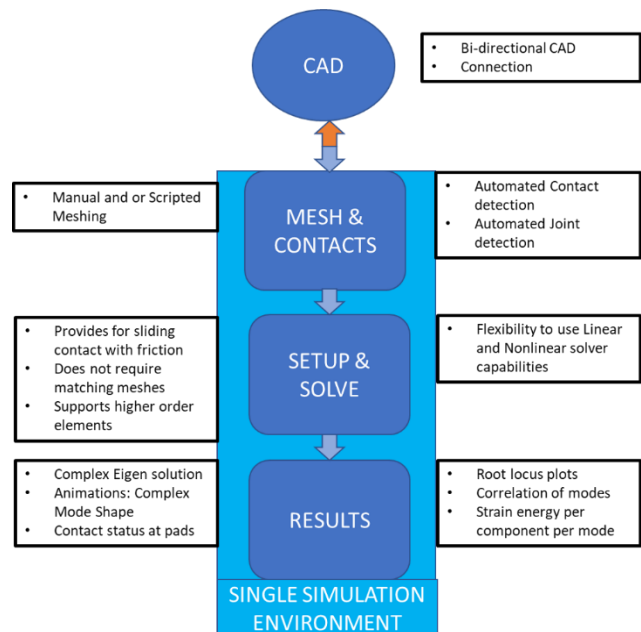 CAD
• Bi-directional CAD
• Connection
• Manual and or Scripted
Meshing
MESH &
CONTACTS
• Automated Contact
detection
• Automated Joint
detection
• Provides for sliding
contact with friction
• Does not require
matching meshes
• Supports higher order
elements
SETUP &
SOLVE
• Flexibility to use Linear
and Nonlinear solver
capabilities
• Complex Eigen solution
• Animations: Complex
Mode Shape
• Contact status at pads
RESULTS
• Root locus plots
• Correlation of modes
• Strain energy per
component per mode
SINGLE SIMULATION
ENVIRONMENT